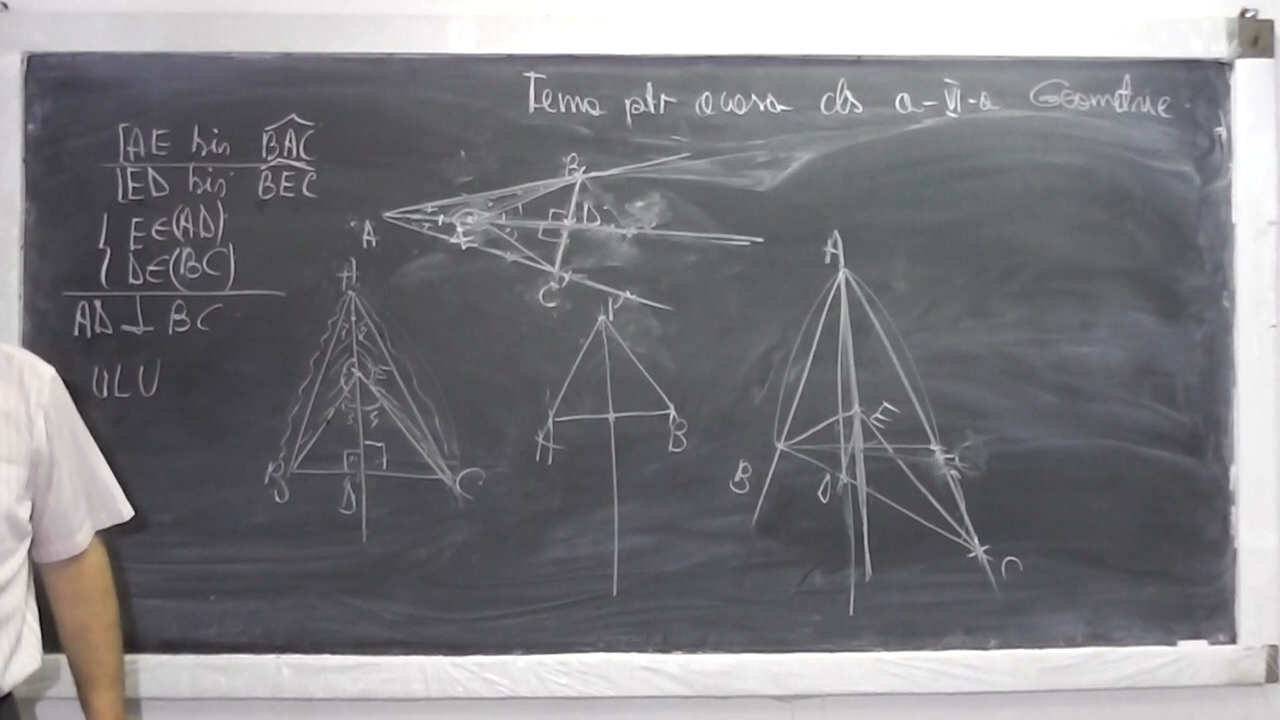 Tema ptr acasa cls a-VI-a Geometrie
[AE bis BAC
[ED bis BEC
E∈(AD)
D∈(BC)
AD ⊥ BC
ULU
A
B
D
E
C
A
E
B
D
C
P
A
B
A
E
B
D
C